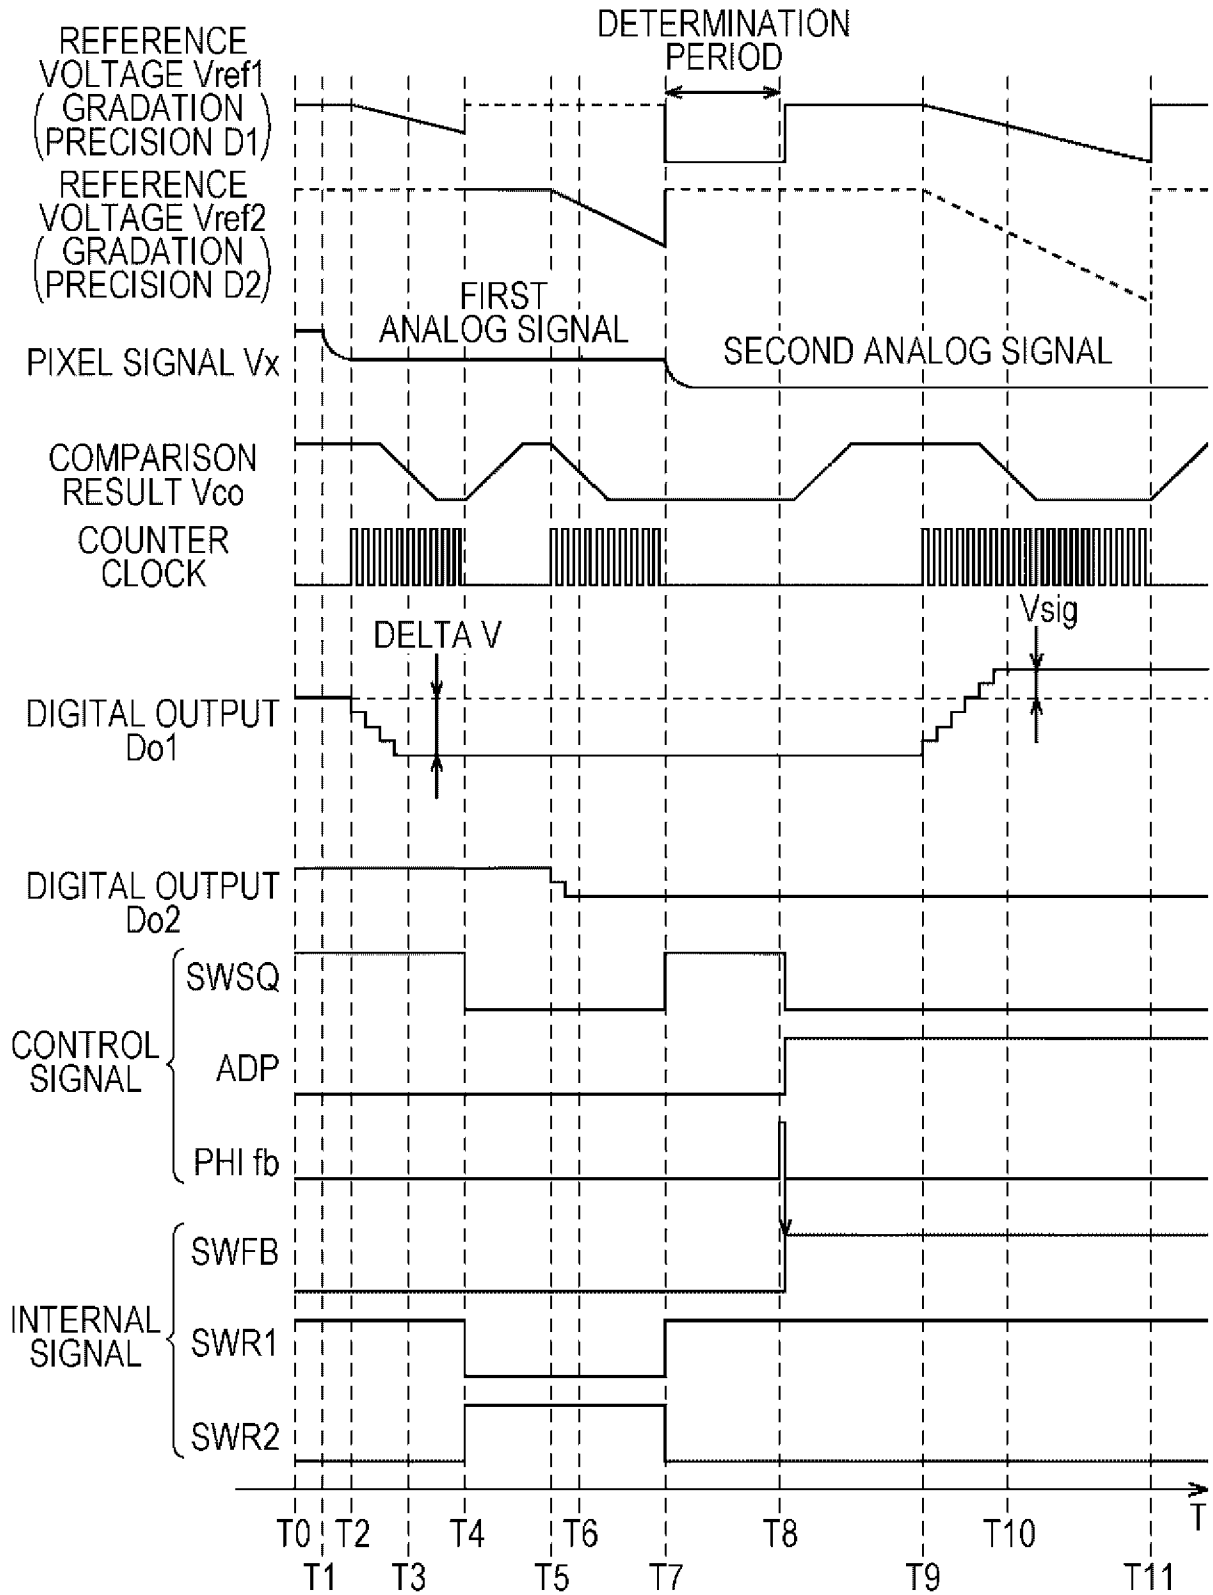 DETERMINATION
PERIOD
REFERENCE
VOLTAGE Vref1
(GRADATION
PRECISION D1)
REFERENCE
VOLTAGE Vref2
(GRADATION
PRECISION D2)
FIRST
ANALOG SIGNAL
SECOND ANALOG SIGNAL
PIXEL SIGNAL Vx
COMPARISON
RESULT Vco
COUNTER
CLOCK
Vsig
DELTA V
DIGITAL OUTPUT
Do1
DIGITAL OUTPUT
Do2
CONTROL
SIGNAL
SWSQ
ADP
PHI fb
INTERNAL
SIGNAL
SWFB
SWR1
SWR2
T
T0 T2 T4 T6 T8 T10
T1 T3 T5 T7 T9 T11